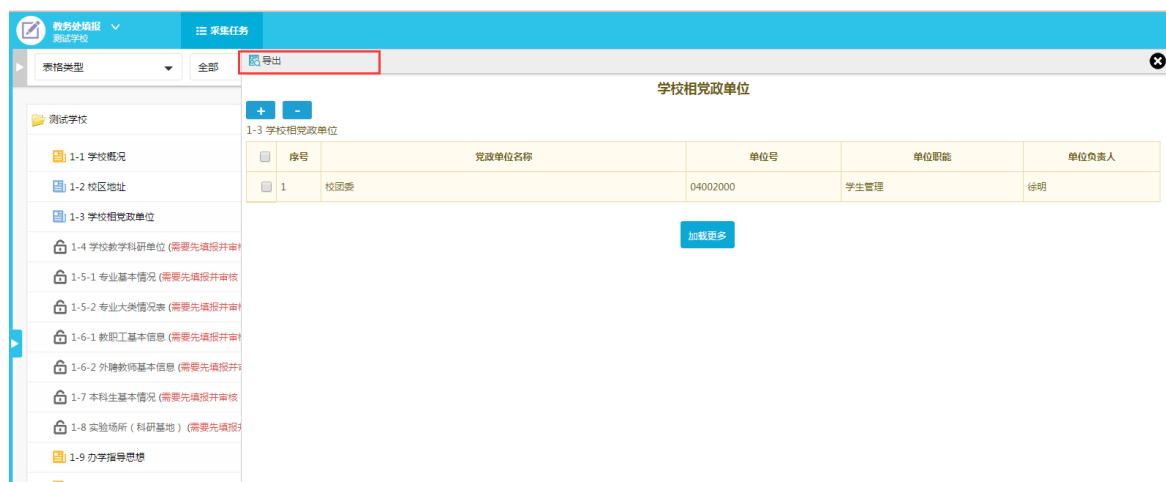 教务处填报
测试学校
采集任务
表格类型
全部
导出
学校相党政单位
+ -
1-3 学校相党政单位
序号 党政单位名称 单位号 单位职能 单位负责人
1 校团委 04002000 学生管理 徐明
加载更多
测试学校
1-1 学校概况
1-2 校区地址
1-3 学校相党政单位
1-4 学校教学科研单位 (需要先填报并审
1-5-1 专业基本情况 (需要先填报并审核
1-5-2 专业大类情况表 (需要先填报并审
1-6-1 教职工基本信息 (需要先填报并审
1-6-2 外聘教师基本信息 (需要先填报并
1-7 本科生基本情况 (需要先填报并审核
1-8 实验场所（科研基地） (需要先填报
1-9 办学指导思想